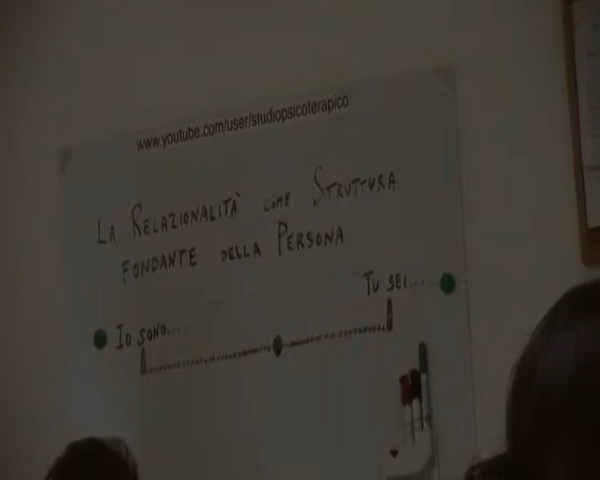 www.youtube.com/user/studiopsicoterapico
LA RELAZIONALITÀ COME STRUTTURA
FONDANTE DELLA PERSONA
TU SEI...
IO SONO...